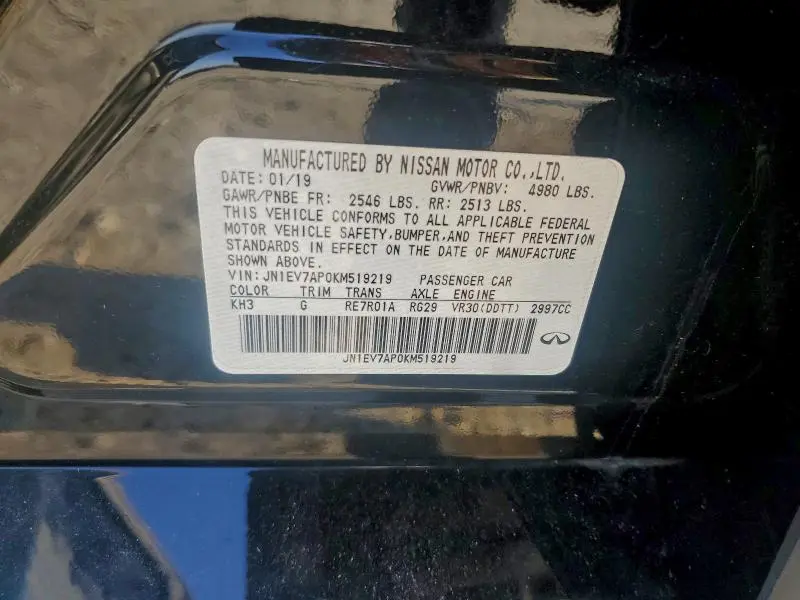 MANUFACTURED BY NISSAN MOTOR CO.,LTD.
DATE: 01/19 GVWR/PNBV: 4980 LBS.
GAWR/PNBE FR: 2546 LBS. RR: 2513 LBS.
THIS VEHICLE CONFORMS TO ALL APPLICABLE FEDERAL
MOTOR VEHICLE SAFETY,BUMPER,AND THEFT PREVENTION
STANDARDS IN EFFECT ON THE DATE OF MANUFACTURE
SHOWN ABOVE.
VIN:JN1EV7AP0KM519219 PASSENGER CAR
COLOR TRIM TRANS AXLE ENGINE
KH3 G RE7R01A RG29 VR30(DDTT) 2997CC
JN1EV7AP0KM519219